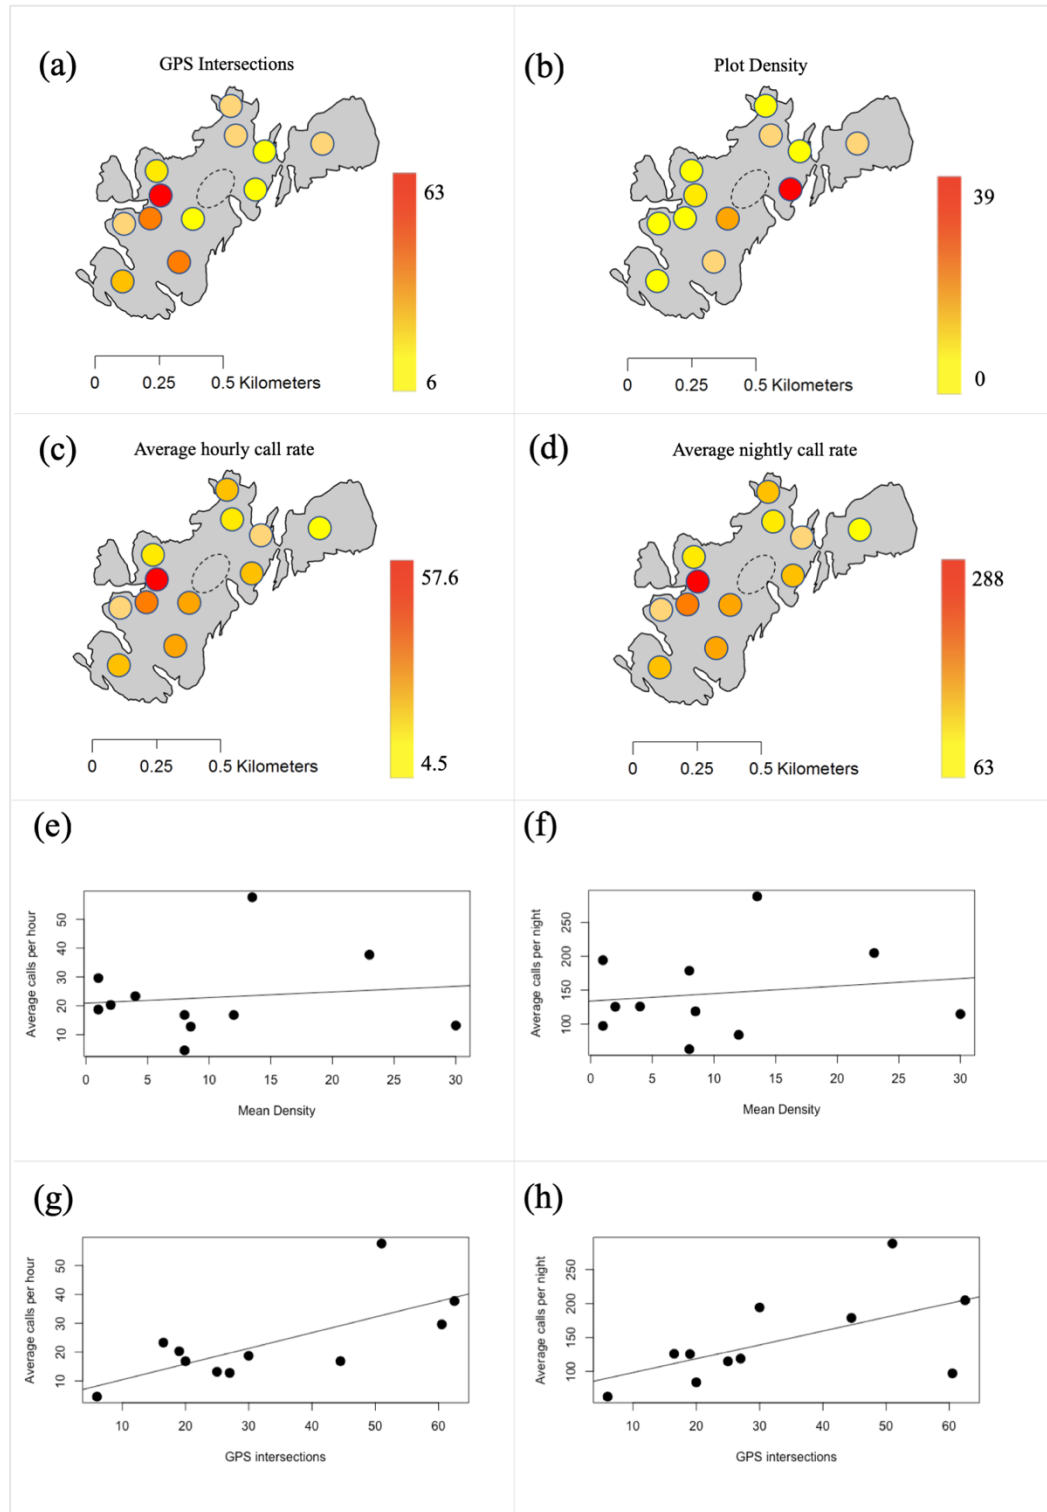 (a)
GPS Intersections
63
6
0 0.25 0.5 Kilometers
(b)
Plot Density
39
0
0 0.25 0.5 Kilometers
(c)
Average hourly call rate
57.6
4.5
0 0.25 0.5 Kilometers
(d)
Average nightly call rate
288
63
0 0.25 0.5 Kilometers
(e)
Average calls per hour
50
40
30
20
10
0 5 10 15 20 25 30
Mean Density
(f)
Average calls per night
250
200
150
100
0 5 10 15 20 25 30
Mean Density
(g)
Average calls per hour
50
40
30
20
10
10 20 30 40 50 60
GPS intersections
(h)
Average calls per night
250
200
150
100
10 20 30 40 50 60
GPS intersections